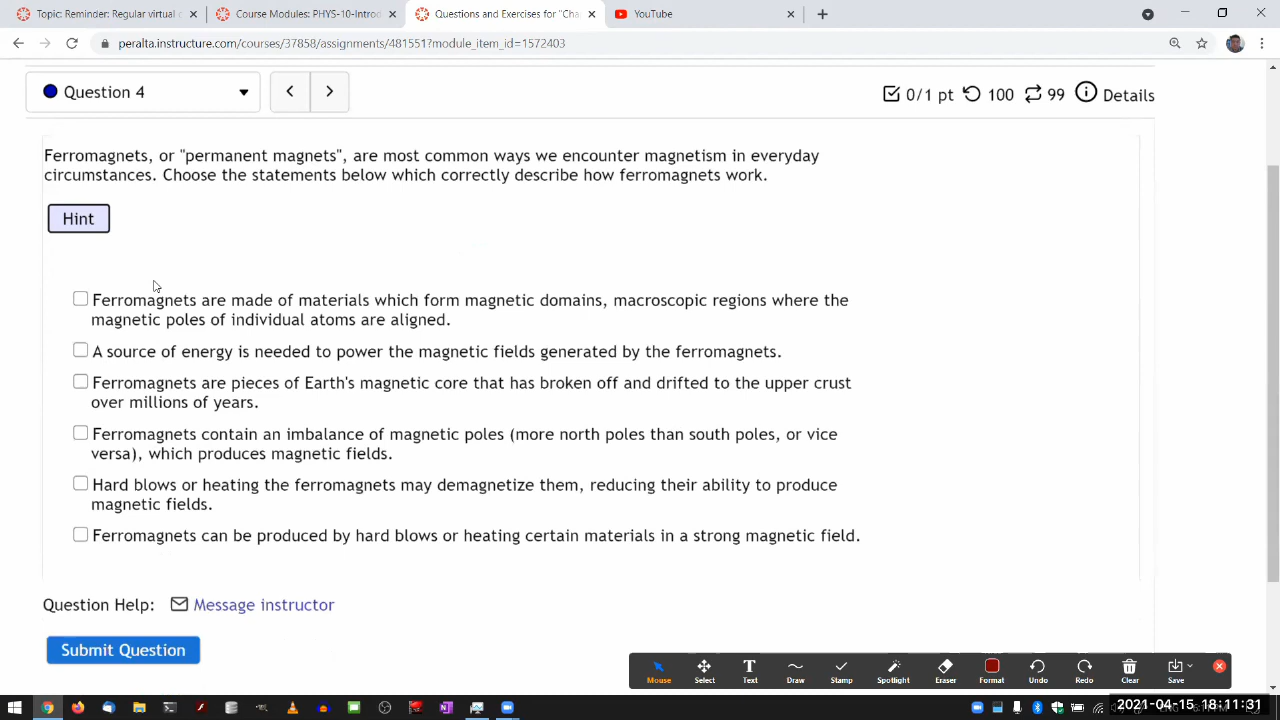 Topic: Reminder: Regular virtual c
Course Modules: PHYS-10-Introd
Questions and Exercises for "Cha
YouTube
peralta.instructure.com/courses/37858/assignments/481551?module_item_id=1572403
Question 4
0/1 pt 100 99 Details
Ferromagnets, or "permanent magnets", are most common ways we encounter magnetism in everyday
circumstances. Choose the statements below which correctly describe how ferromagnets work.
Hint
Ferromagnets are made of materials which form magnetic domains, macroscopic regions where the
magnetic poles of individual atoms are aligned.
A source of energy is needed to power the magnetic fields generated by the ferromagnets.
Ferromagnets are pieces of Earth's magnetic core that has broken off and drifted to the upper crust
over millions of years.
Ferromagnets contain an imbalance of magnetic poles (more north poles than south poles, or vice
versa), which produces magnetic fields.
Hard blows or heating the ferromagnets may demagnetize them, reducing their ability to produce
magnetic fields.
Ferromagnets can be produced by hard blows or heating certain materials in a strong magnetic field.
Question Help: Message instructor
Submit Question
Mouse Select Text Draw Stamp Spotlight Eraser Format Undo Redo Clear Save
2021-04-15 18:11:31